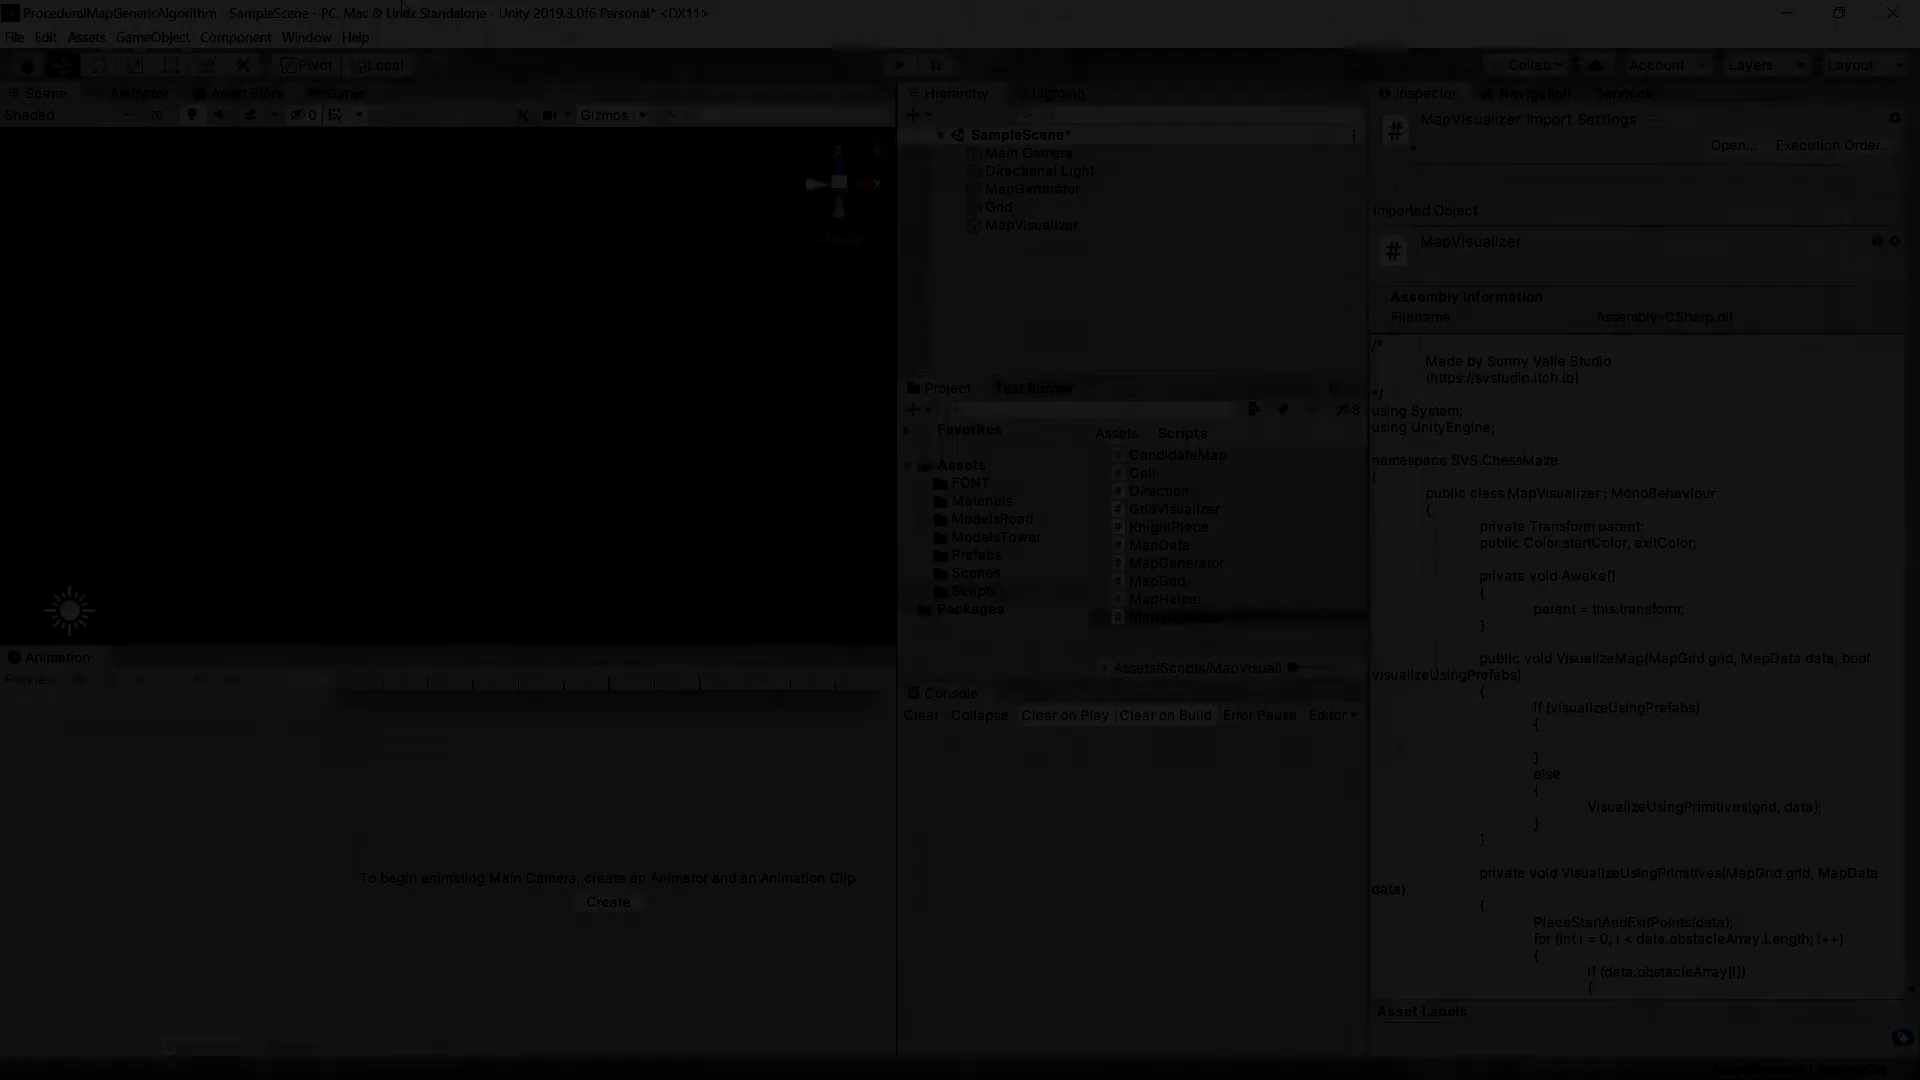 ProceduralMapGenericAlgorithm - SampleScene - PC, Mac & Linux Standalone - Unity 2019.3.0f6 Personal* <DX11>
File Edit Assets GameObject Component Window Help
Pivot Local Collab Account Layers Layout
Scene Animator Asset Store Game
Shaded 2D 0 Gizmos
Hierarchy Lighting
SampleScene*
Main Camera
Directional Light
MapGenerator
Grid
MapVisualizer
Project
Favorites
Assets
FONT
Materials
ModelsRoad
ModelsTower
Prefabs
Scenes
Scripts
Packages
Assets Scripts
CandidateMap
Cell
Direction
GridVisualizer
KnightPiece
MapData
MapGenerator
MapGrid
MapHelper
MapVisualizer
Assets/Scripts/MapVisuali
Console
Clear Collapse Clear on Play Clear on Build Error Pause Editor
Animation
Preview
To begin animating Main Camera, create an Animator and an Animation Clip.
Create
Inspector Navigation Services
MapVisualizer Import Settings
Open... Execution Order...
Imported Object
MapVisualizer
Assembly Information
Filename Assembly-CSharp.dll
/*
Made by Sunny Valle Studio
(https://svstudio.itch.io)
*/
using System;
using UnityEngine;
namespace SVS.ChessMaze
{
public class MapVisualizer : MonoBehaviour
{
private Transform parent;
public Color startColor, exitColor;
private void Awake()
{
parent = this.transform;
}
public void VisualizeMap(MapGrid grid, MapData data, bool
visualizeUsingPrefabs)
{
if (visualizeUsingPrefabs)
{
}
else
{
VisualizeUsingPrimitives(grid, data);
}
}
private void VisualizeUsingPrimitives(MapGrid grid, MapData
data)
{
PlaceStartAndExitPoints(data);
for (int i = 0; i < data.obstacleArray.Length; i++)
{
if (data.obstacleArray[i])
{
Asset Labels